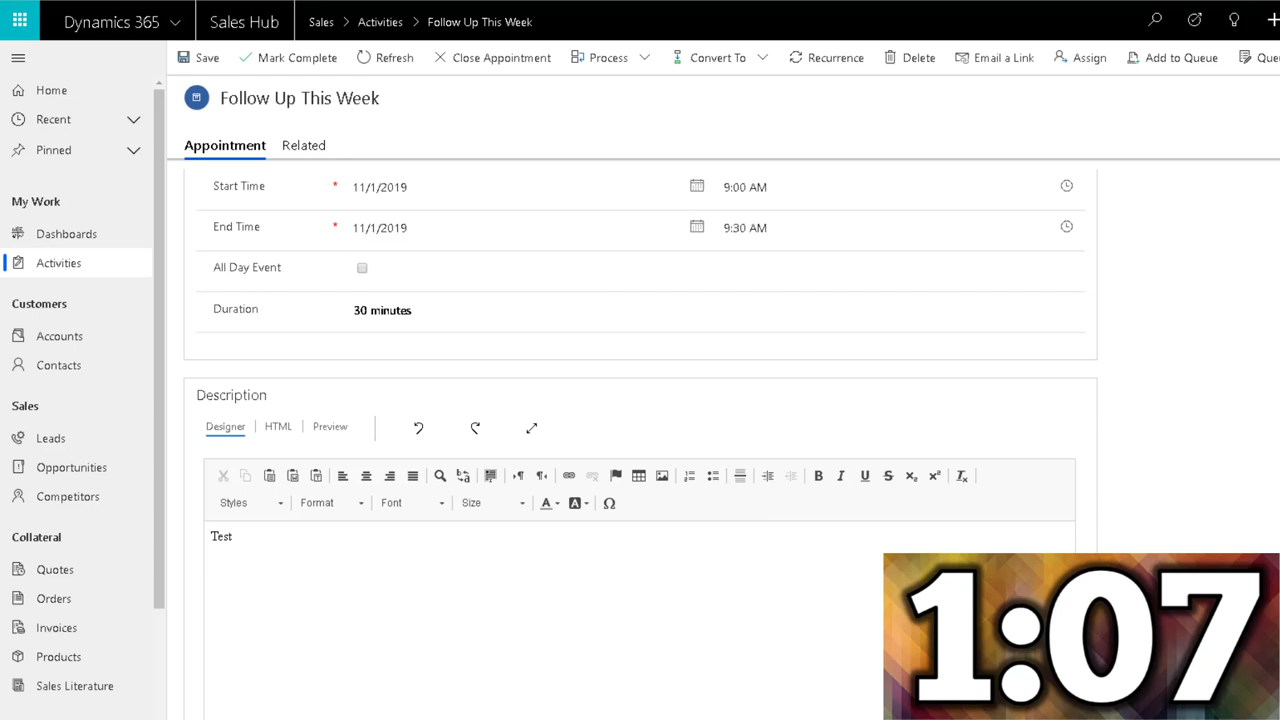 Dynamics 365 Sales Hub Sales > Activities > Follow Up This Week
Save Mark Complete Refresh Close Appointment Process Convert To Recurrence Delete Email a Link Assign Add to Queue Que
Home
Recent
Pinned
My Work
Dashboards
Activities
Customers
Accounts
Contacts
Sales
Leads
Opportunities
Competitors
Collateral
Quotes
Orders
Invoices
Products
Sales Literature
Follow Up This Week
Appointment Related
Start Time * 11/1/2019 9:00 AM
End Time * 11/1/2019 9:30 AM
All Day Event
Duration 30 minutes
Description
Designer | HTML | Preview
B I U S x₂ x² Tx
Styles Format Font Size A A Ω
Test
1:07